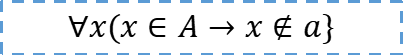 ∀x(x ∈ A → x ∉ a}